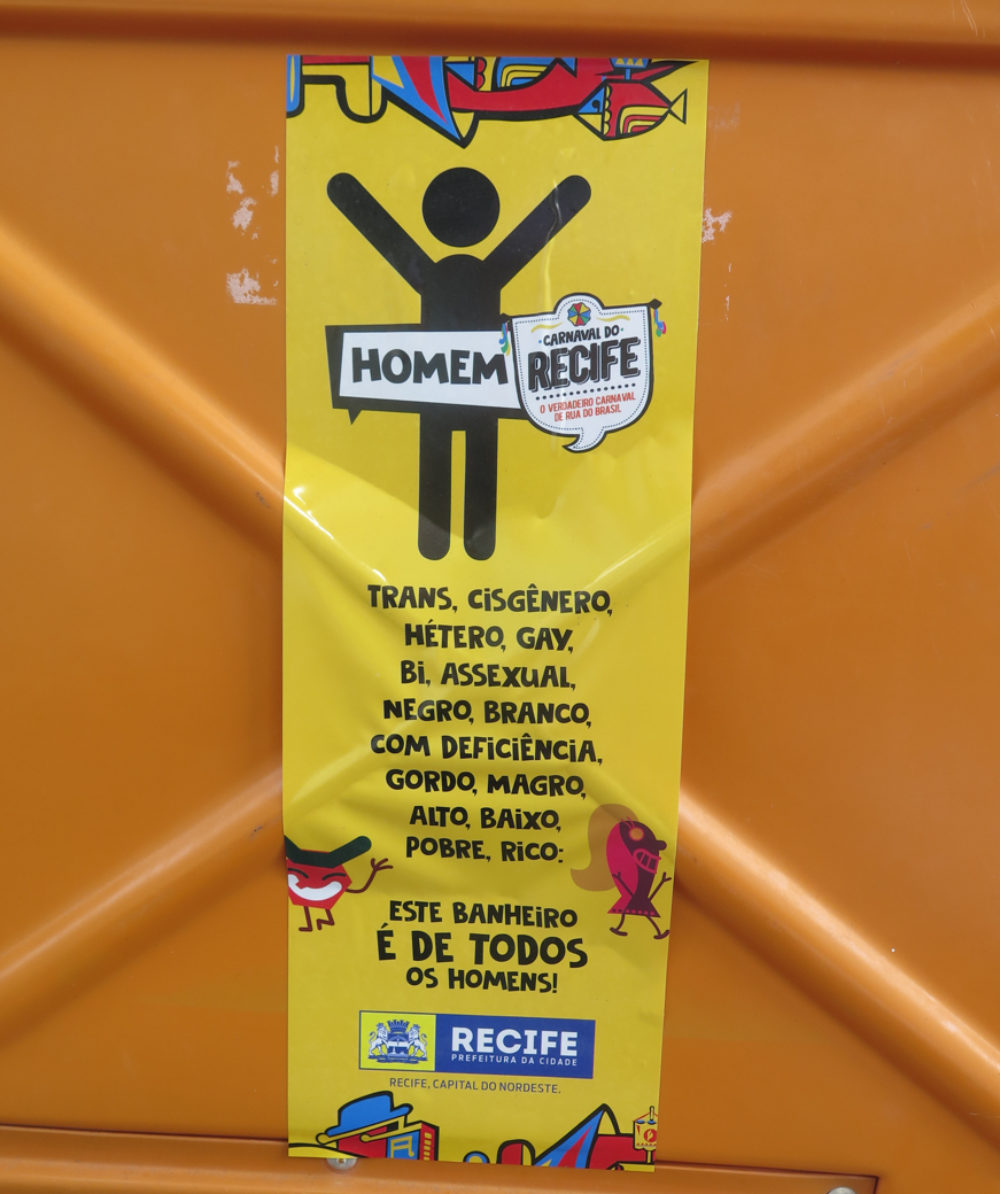 HOMEM
CARNAVAL DO
RECIFE
O VERDADEIRO CARNAVAL
DE RUA DO BRASIL
TRANS, CISGÊNERO,
HÉTERO, GAY,
BI, ASSEXUAL,
NEGRO, BRANCO,
COM DEFICIÊNCIA,
GORDO, MAGRO,
ALTO, BAIXO,
POBRE, RICO:
ESTE BANHEIRO
É DE TODOS
OS HOMENS!
RECIFE
PREFEITURA DA CIDADE
RECIFE, CAPITAL DO NORDESTE.